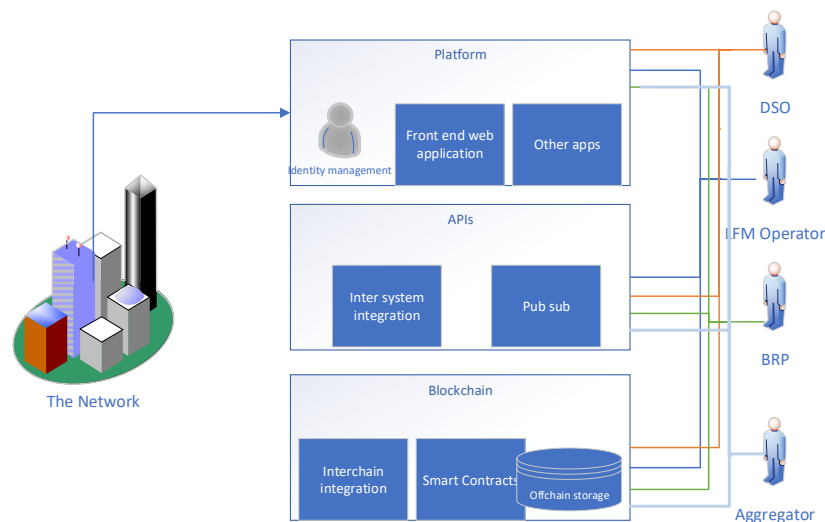 Platform
Identity management
Front end web
application
Other apps
DSO
LFM Operator
APIs
Inter system
integration
Pub sub
BRP
The Network
Blockchain
Interchain
integration
Smart Contracts
Offchain storage
Aggregator